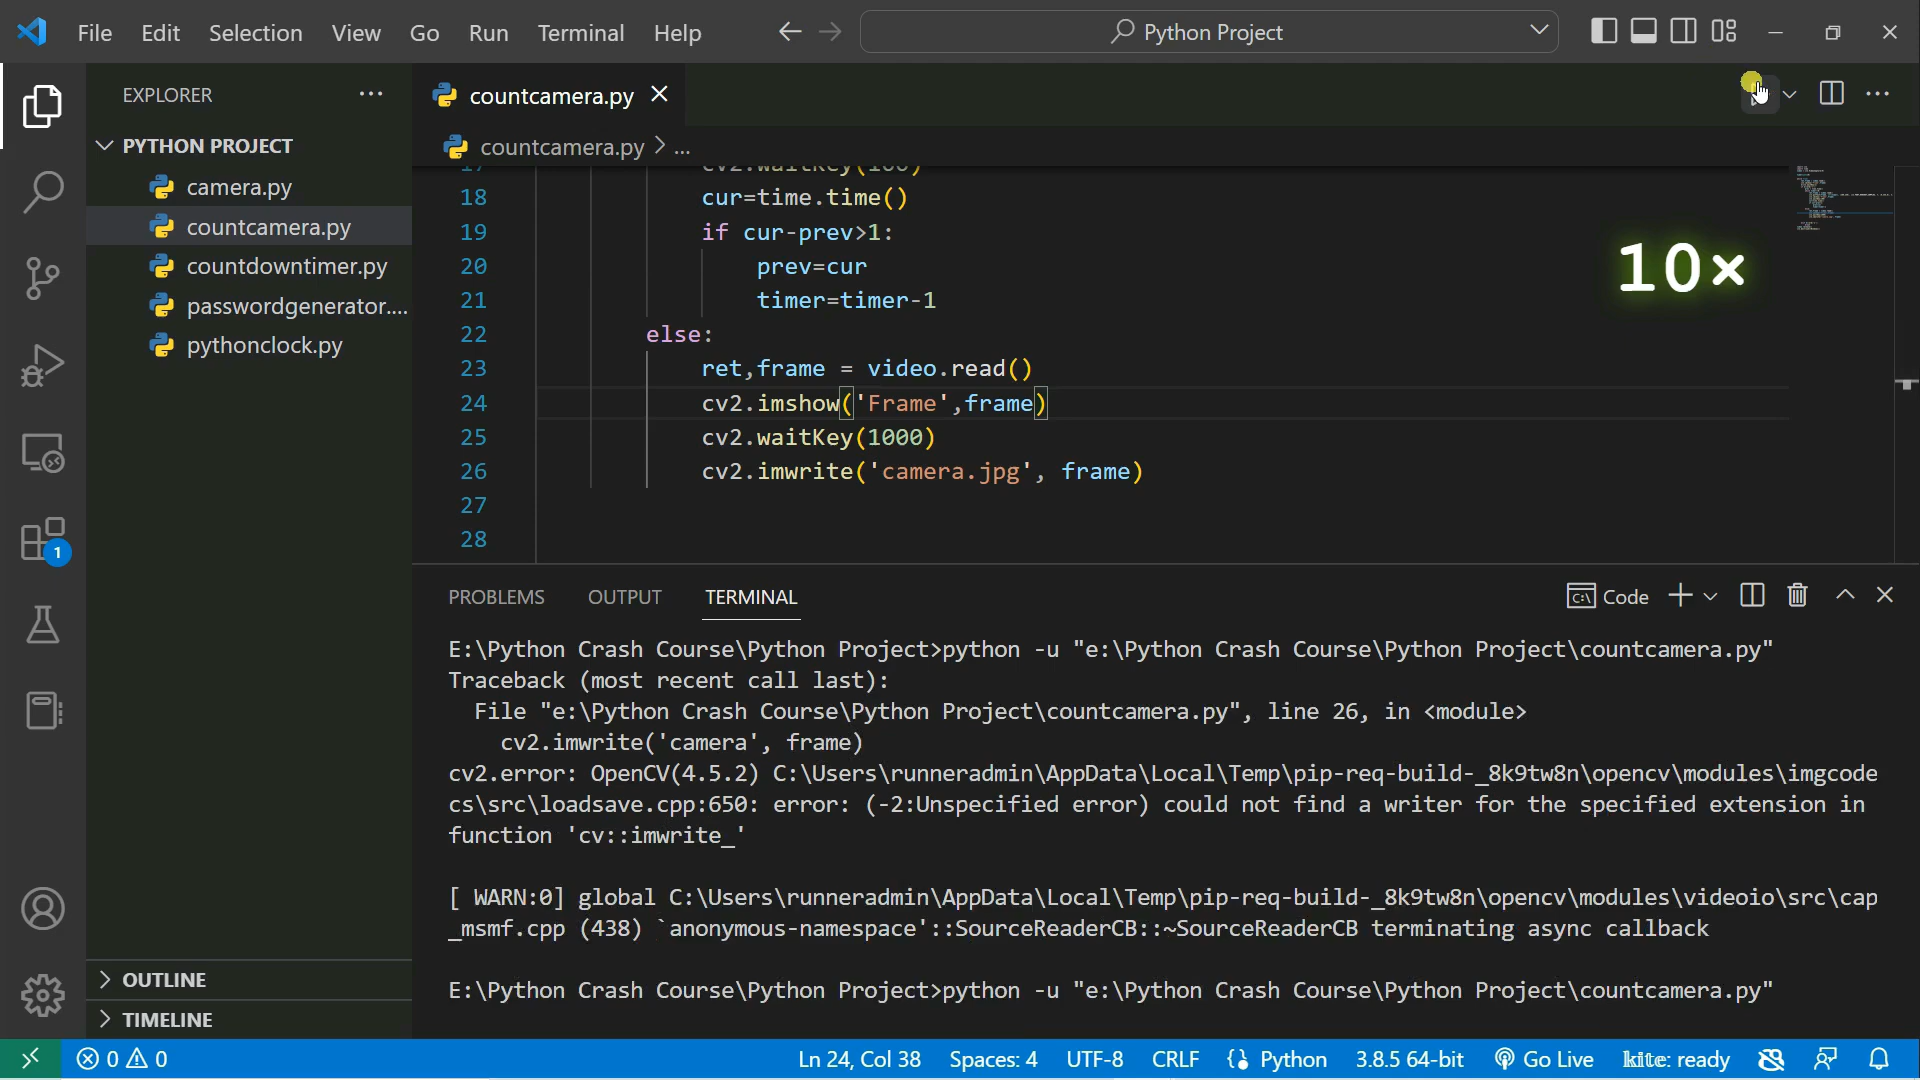 File Edit Selection View Go Run Terminal Help
Python Project
EXPLORER
PYTHON PROJECT
camera.py
countcamera.py
countdowntimer.py
passwordgenerator....
pythonclock.py
OUTLINE
TIMELINE
1
countcamera.py
countcamera.py > ...
17 cv2.waitKey(100)
18 cur=time.time()
19 if cur-prev>1:
20 prev=cur
21 timer=timer-1
22 else:
23 ret,frame = video.read()
24 cv2.imshow('Frame',frame)
25 cv2.waitKey(1000)
26 cv2.imwrite('camera.jpg', frame)
27
28
10×
PROBLEMS OUTPUT TERMINAL
Code
E:\Python Crash Course\Python Project>python -u "e:\Python Crash Course\Python Project\countcamera.py"
Traceback (most recent call last):
File "e:\Python Crash Course\Python Project\countcamera.py", line 26, in <module>
cv2.imwrite('camera', frame)
cv2.error: OpenCV(4.5.2) C:\Users\runneradmin\AppData\Local\Temp\pip-req-build-_8k9tw8n\opencv\modules\imgcode
cs\src\loadsave.cpp:650: error: (-2:Unspecified error) could not find a writer for the specified extension in
function 'cv::imwrite_'
[ WARN:0] global C:\Users\runneradmin\AppData\Local\Temp\pip-req-build-_8k9tw8n\opencv\modules\videoio\src\cap
_msmf.cpp (438) `anonymous-namespace'::SourceReaderCB::~SourceReaderCB terminating async callback
E:\Python Crash Course\Python Project>python -u "e:\Python Crash Course\Python Project\countcamera.py"
0 0
Ln 24, Col 38 Spaces: 4 UTF-8 CRLF Python 3.8.5 64-bit Go Live kite: ready